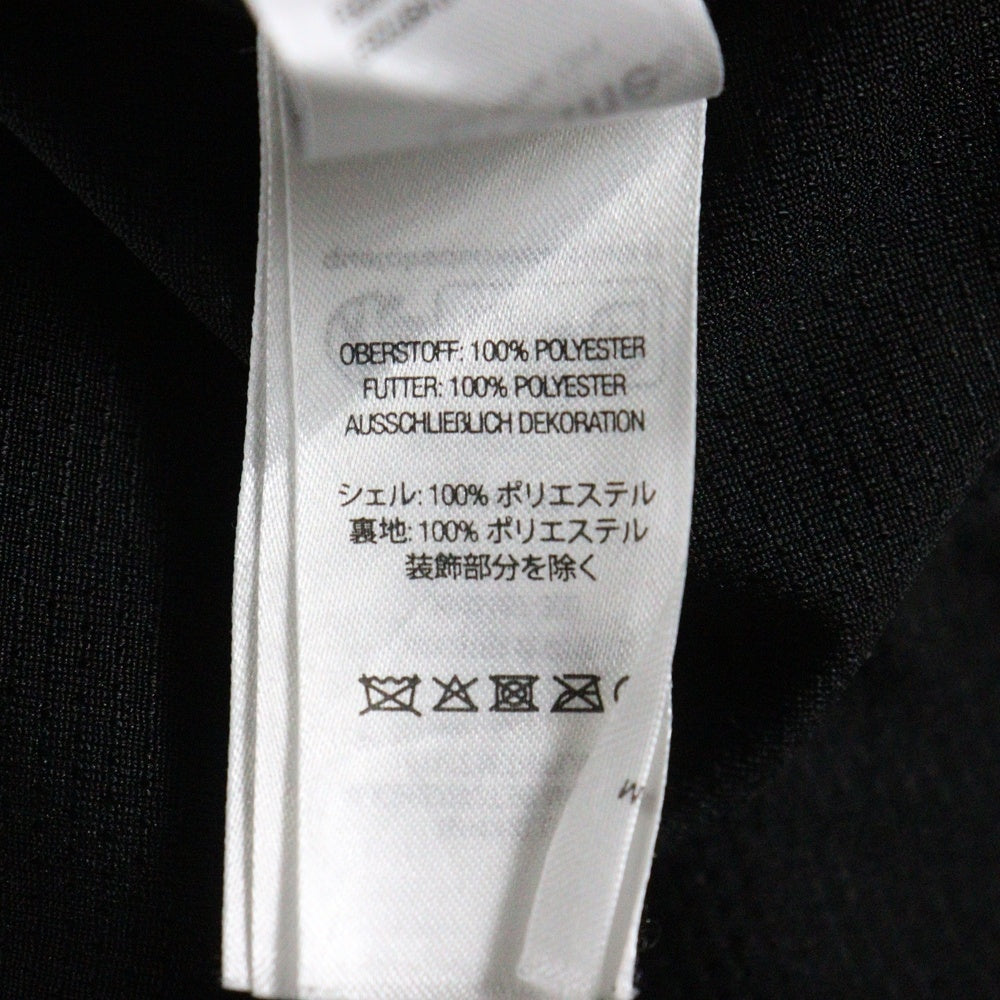 OBERSTOFF: 100% POLYESTER
FUTTER: 100% POLYESTER
AUSSCHLIEßLICH DEKORATION
シェル: 100% ポリエステル
裏地: 100% ポリエステル
装飾部分を除く